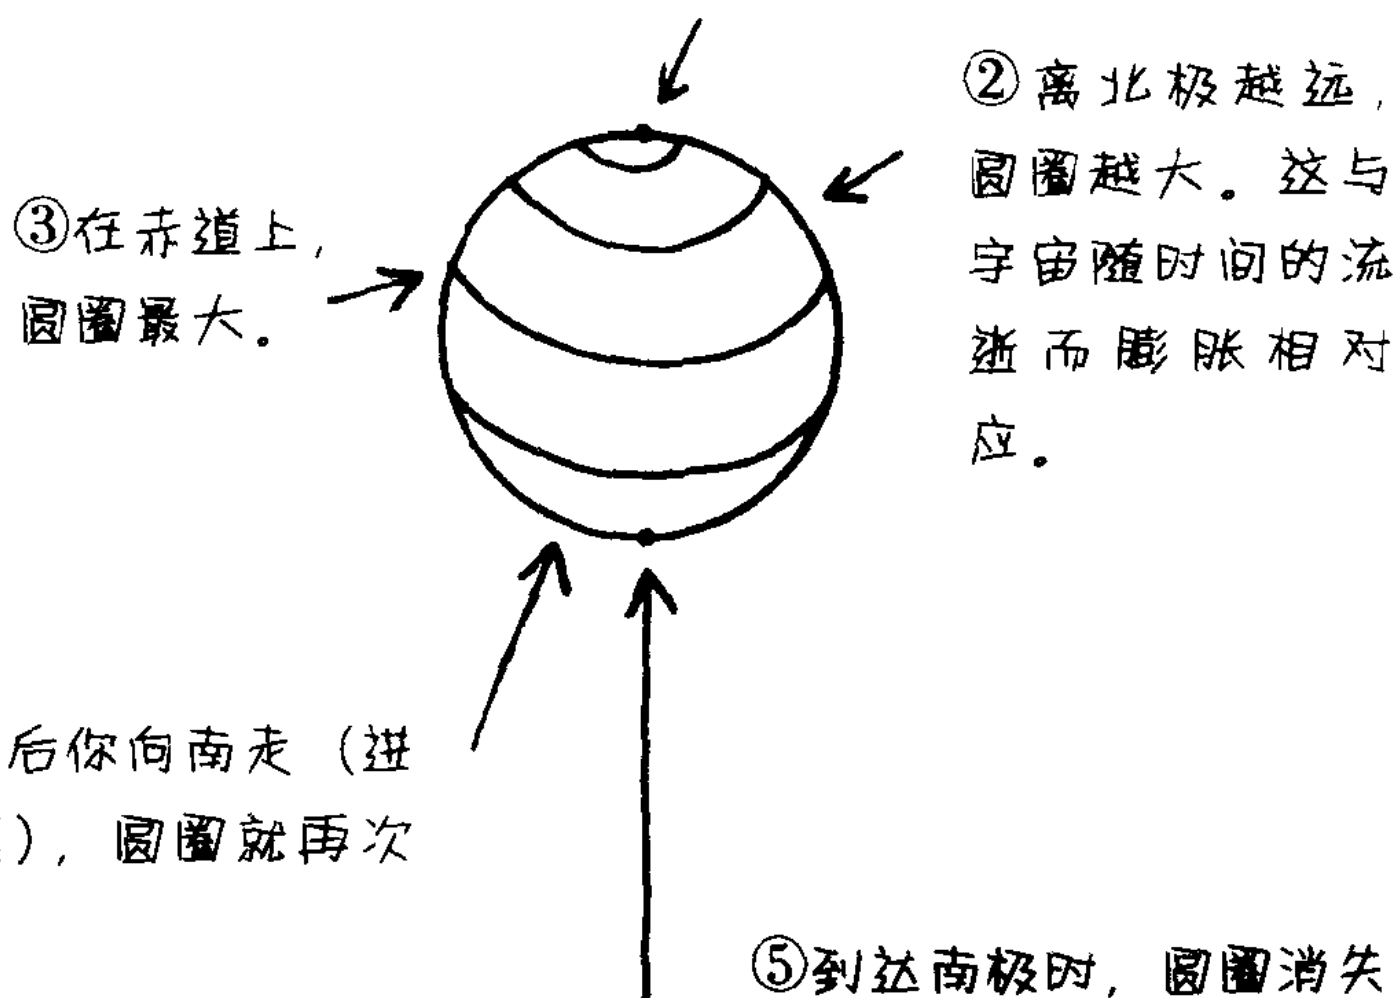 ②离北极越远，
圆圈越大。这与
宇宙随时间的流
逝而膨胀相对
应。
③在赤道上，
圆圈最大。
后你向南走（进
），圆圈就再次
⑤到达南极时，圆圈消失